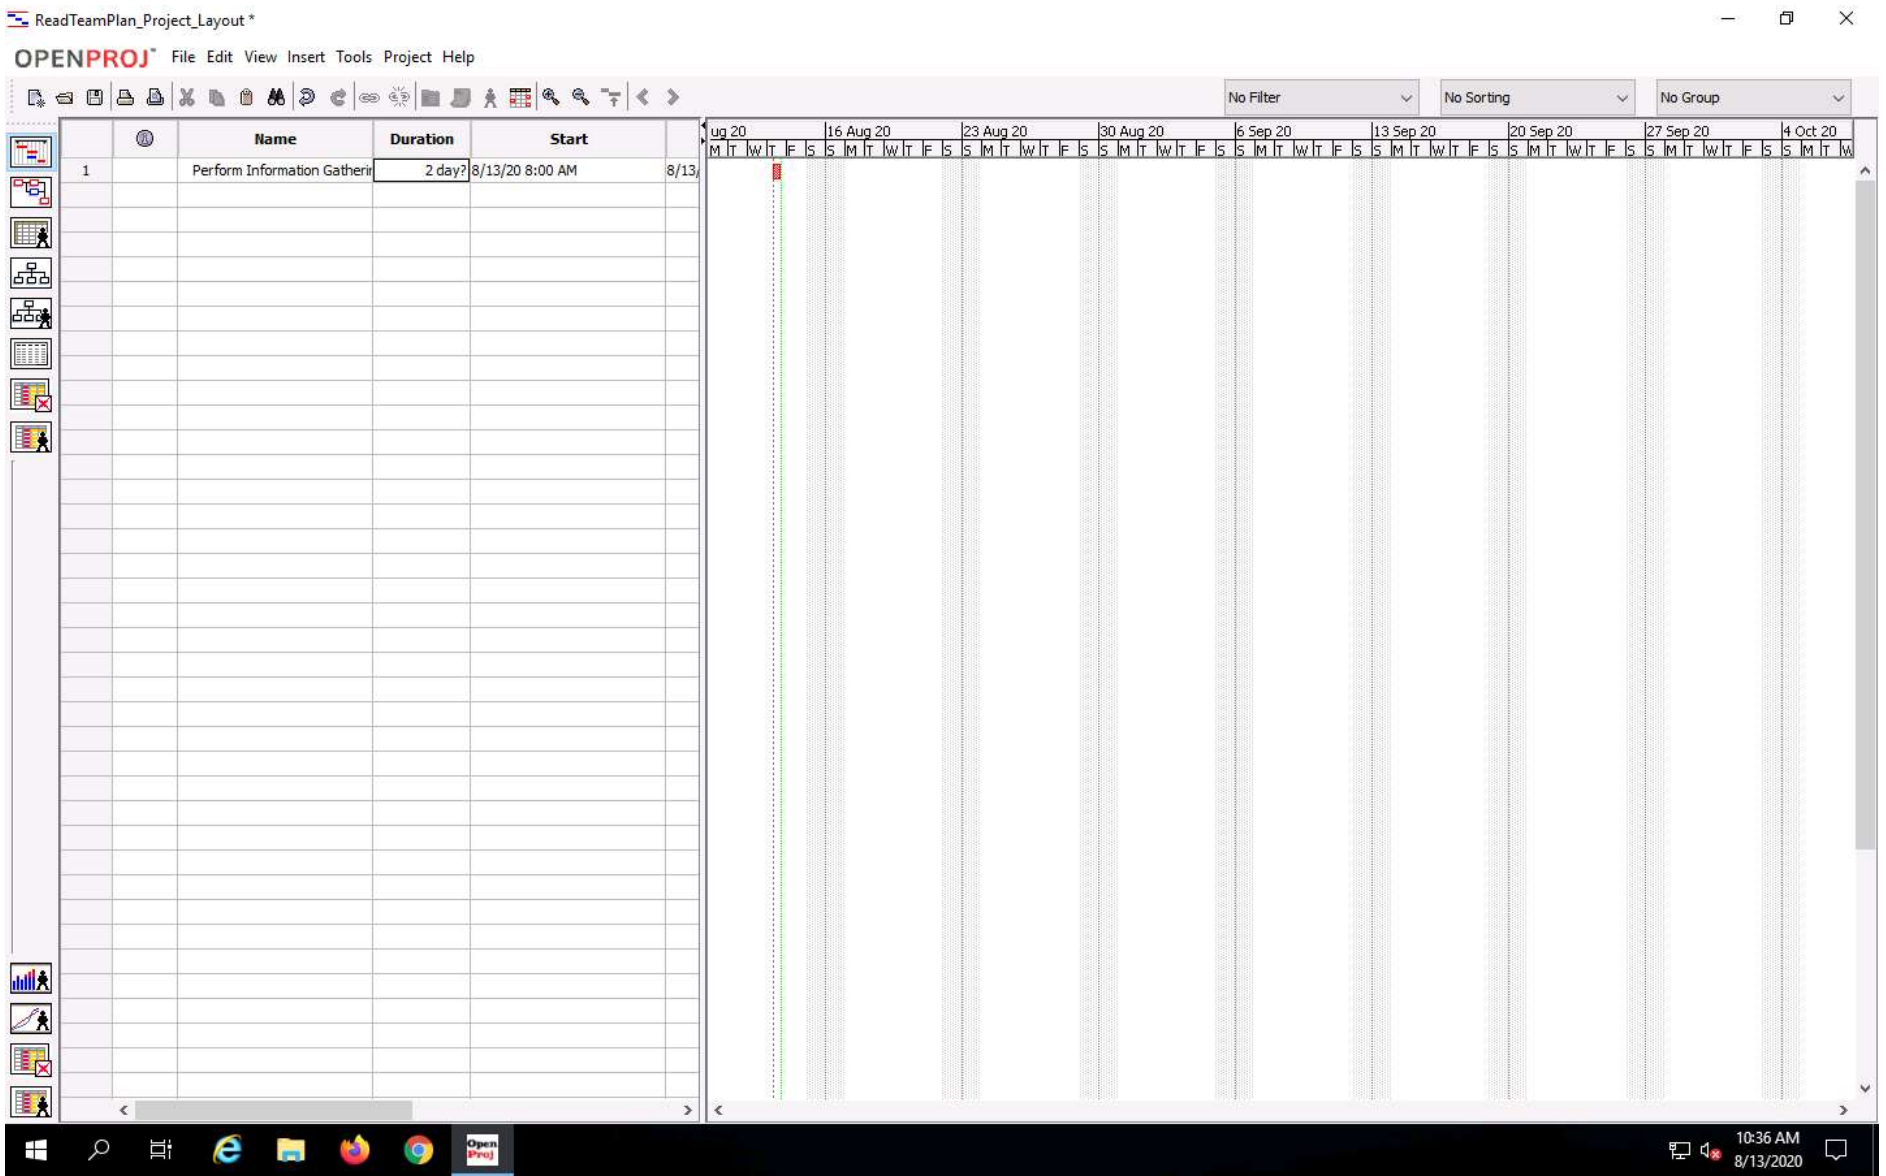 ReadTeamPlan_Project_Layout *
OPENPROJ File Edit View Insert Tools Project Help
No Filter No Sorting No Group
Name Duration Start
ug 20 16 Aug 20 23 Aug 20 30 Aug 20 6 Sep 20 13 Sep 20 20 Sep 20 27 Sep 20 4 Oct 20
M T W T F S S M T W T F S S M T W T F S S M T W T F S S M T W T F S S M T W T F S S M T W T F S S M T W T F S S M T W
1 Perform Information Gatherin 2 day? 8/13/20 8:00 AM 8/13/
Open
Proj
10:36 AM
8/13/2020